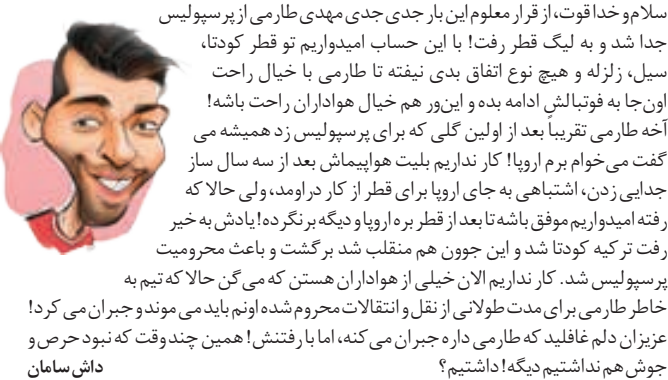 سلام و خدا قوت، از قرار معلوم این بار جدی جدی مهدی طارمی از پرسپولیس
جدا شد و به لیگ قطر رفت! با این حساب امیدواریم تو قطر کودتا،
سیل، زلزله و هیچ نوع اتفاق بدی نیفته تا طارمی با خیال راحت
اون‌جا به فوتبالش ادامه بده و این‌ور هم خیال هواداران راحت باشه!
آخه طارمی تقریباً بعد از اولین گلی که برای پرسپولیس زد همیشه می
گفت می‌خوام برم اروپا! کار نداریم بلیت هواپیماش بعد از سه سال ساز
جدایی زدن، اشتباهی به جای اروپا برای قطر از کار دراومد، ولی حالا که
رفته امیدواریم موفق باشه تا بعد از قطر بره اروپا و دیگه برنگرده! یادش به خیر
رفت ترکیه کودتا شد و این جوون هم منقلب شد برگشت و باعث محرومیت
پرسپولیس شد. کار نداریم الان خیلی از هواداران هستن که می‌گن حالا که تیم به
خاطر طارمی برای مدت طولانی از نقل و انتقالات محروم شده اونم باید می موند و جبران می کرد!
عزیزان دلم غافلید که طارمی داره جبران می‌کنه، اما با رفتنش! همین چند وقت که نبود حرص و
جوش هم نداشتیم دیگه! داشتیم؟ داش سامان